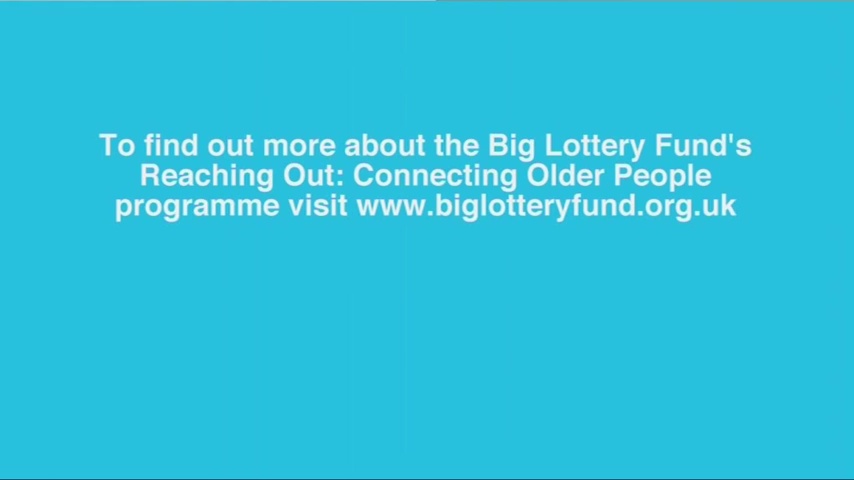 To find out more about the Big Lottery Fund's
Reaching Out: Connecting Older People
programme visit www.biglotteryfund.org.uk